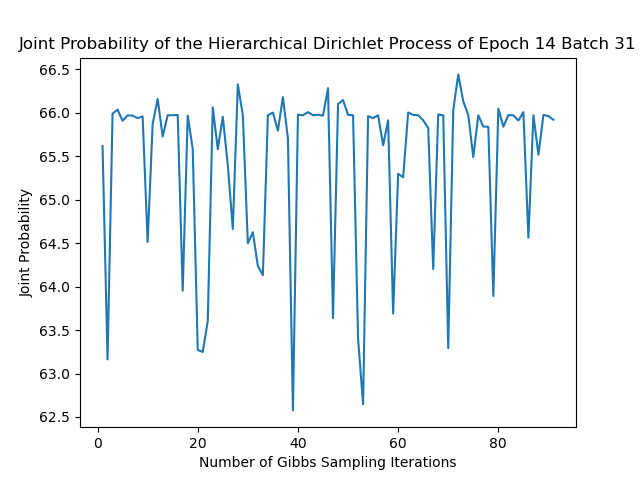 Joint Probability of the Hierarchical Dirichlet Process of Epoch 14 Batch 31
66.5
66.0
65.5
65.0
64.5
64.0
63.5
63.0
62.5
Joint Probability
0 20 40 60 80
Number of Gibbs Sampling Iterations